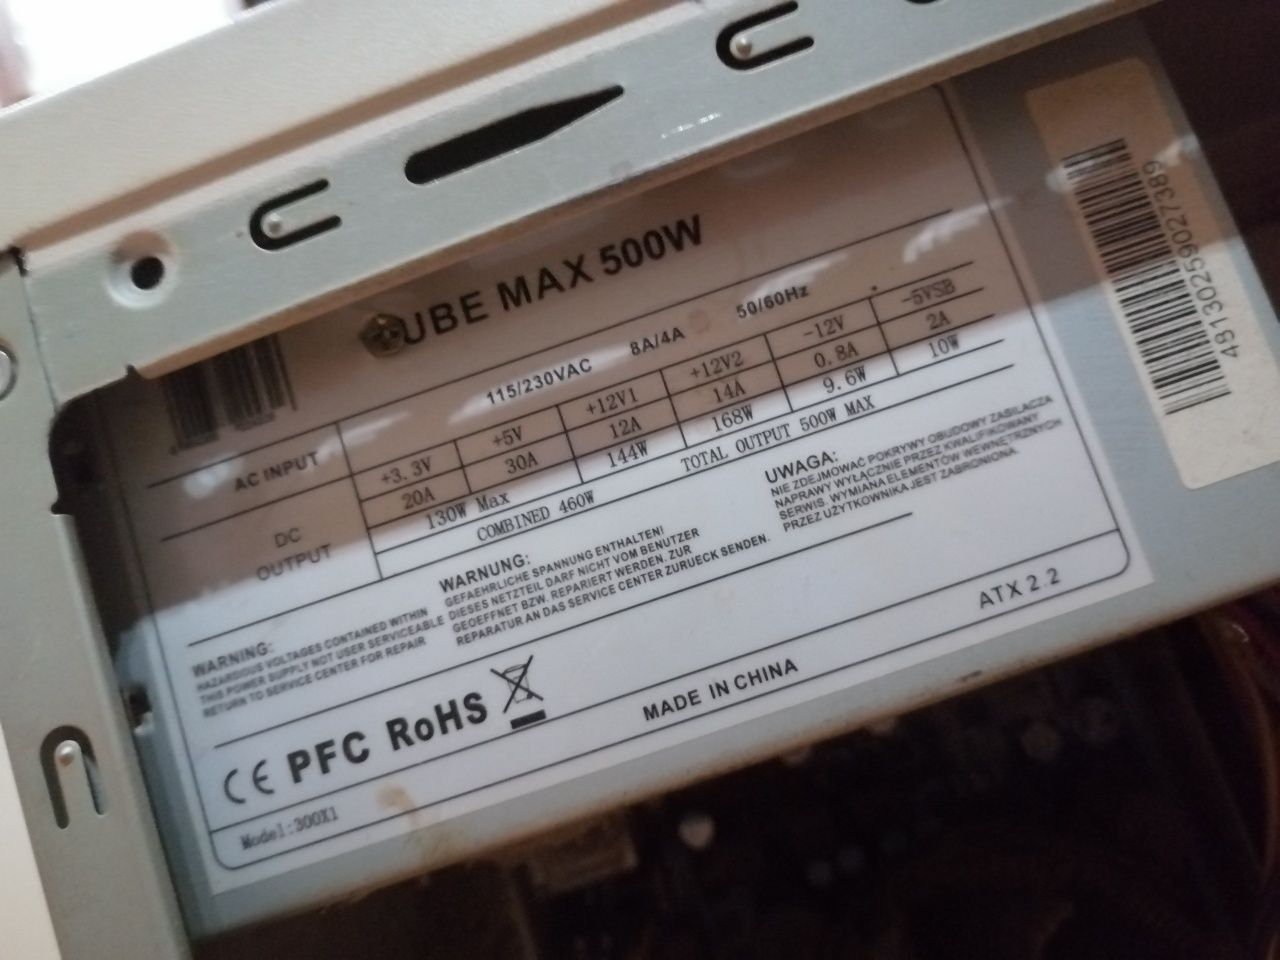 UBE MAX 500W
AC INPUT 115/230VAC 8A/4A 50/60Hz
DC OUTPUT
+3.3V +5V +12V1 +12V2 -12V -5VSB
20A 30A 12A 14A 0.8A 2A
130W Max 144W 168W 9.6W 10W
COMBINED 460W TOTAL OUTPUT 500W MAX
WARNING:
HAZARDOUS VOLTAGES CONTAINED WITHIN
THIS POWER SUPPLY NOT USER SERVICEABLE
RETURN TO SERVICE CENTER FOR REPAIR
WARNUNG:
GEFAEHRLICHE SPANNUNG ENTHALTEN!
DIESES NETZTEIL DARF NICHT VOM BENUTZER
GEOEFFNET BZW. REPARIERT WERDEN. ZUR
REPARATUR AN DAS SERVICE CENTER ZURUECK SENDEN.
UWAGA:
NIE ZDEJMOWAĆ POKRYWY OBUDOWY ZASILACZA
NAPRAWY WYŁĄCZNIE PRZEZ KWALIFIKOWANY
SERWIS. WYMIANA ELEMENTÓW WEWNĘTRZNYCH
PRZEZ UŻYTKOWNIKA JEST ZABRONIONA
CE PFC RoHS
Model:300X1
MADE IN CHINA
ATX 2.2
48130259027389